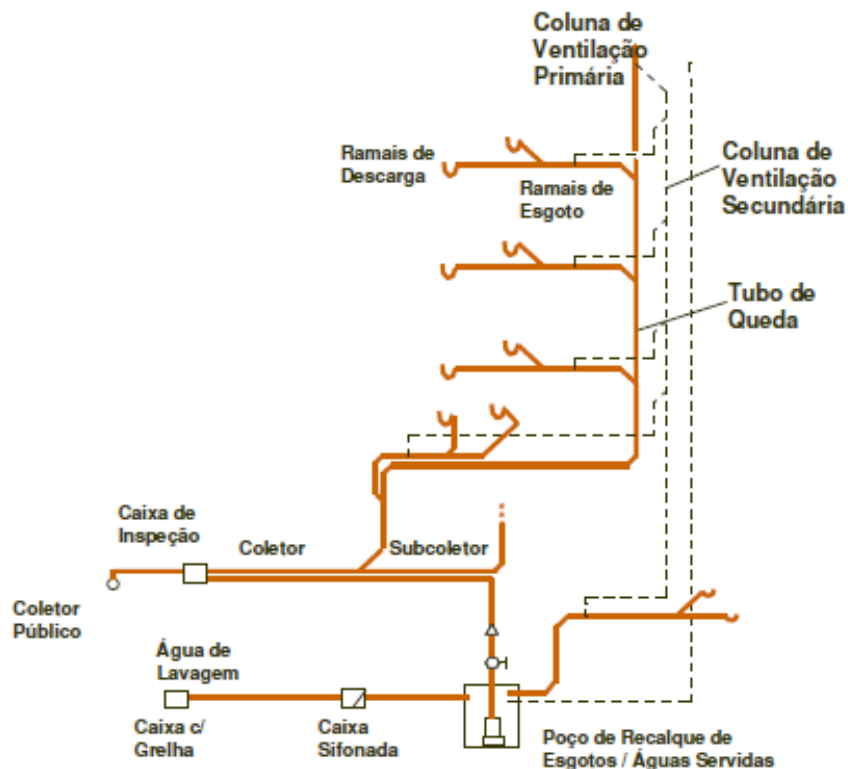 Coluna de
Ventilação
Primária
Ramais de
Descarga
Ramais de
Esgoto
Coluna de
Ventilação
Secundária
Tubo de
Queda
Caixa de
Inspeção
Coletor
Subcoletor
Coletor
Público
Água de
Lavagem
Caixa c/
Grelha
Caixa
Sifonada
Poço de Recalque de
Esgotos / Águas Servidas